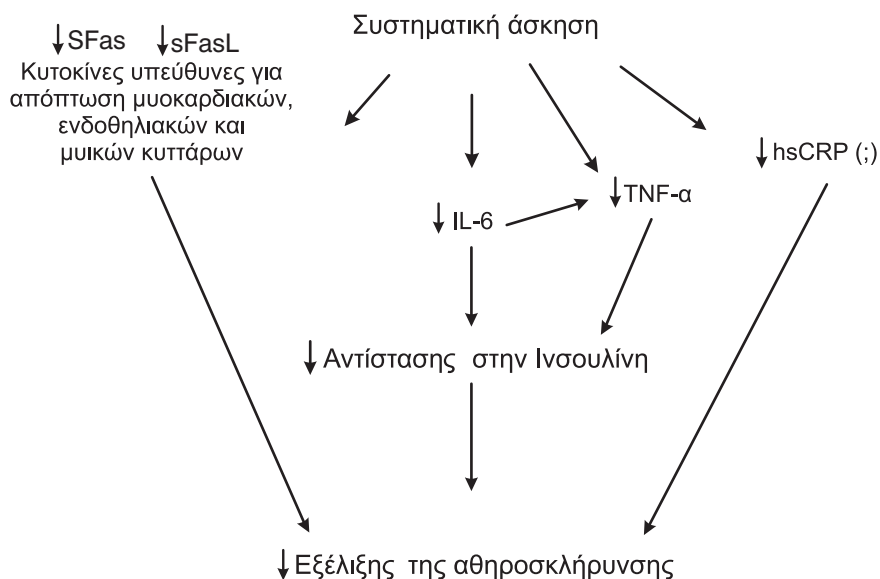 Συστηματική άσκηση
↓SFas ↓sFasL
Κυτοκίνες υπεύθυνες για
απόπτωση μυοκαρδιακών,
ενδοθηλιακών και
μυικών κυττάρων
↓ hsCRP (;)
↓ TNF-α
↓ IL-6
↓ Αντίστασης στην Ινσουλίνη
↓ Εξέλιξης της αθηροσκλήρυνσης